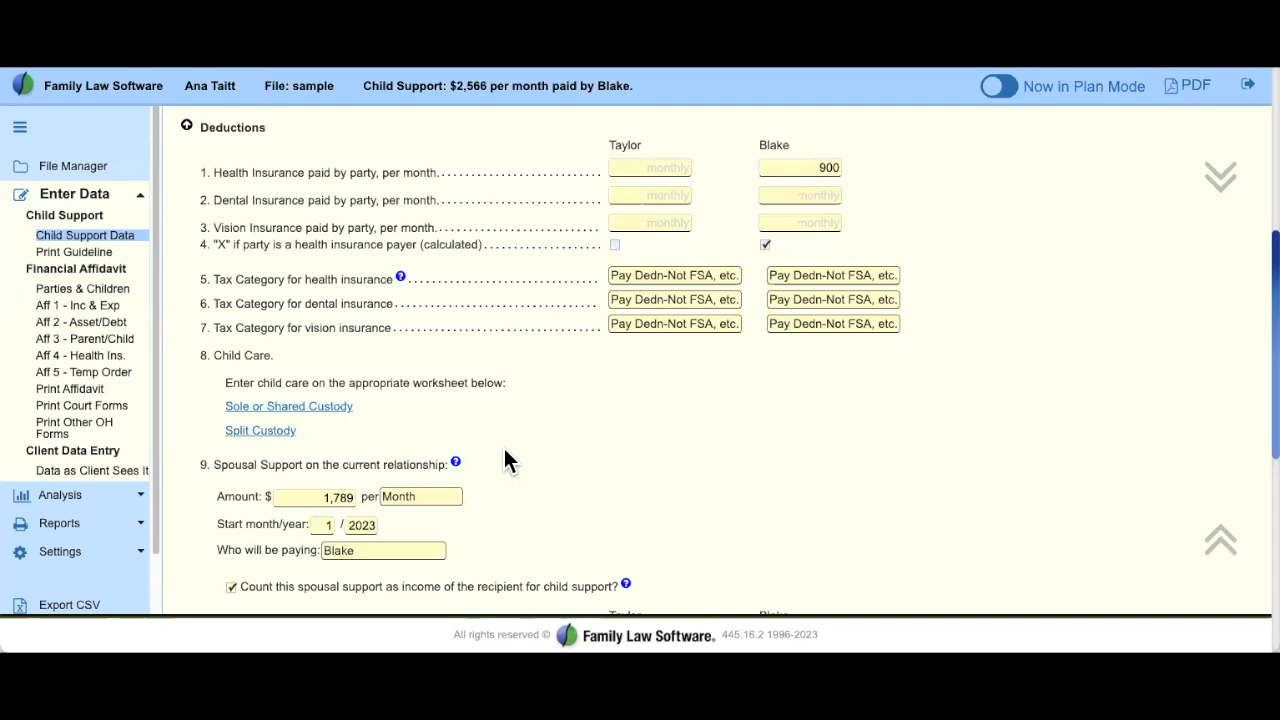 Family Law Software Ana Taitt File: sample Child Support: $2,566 per month paid by Blake. Now in Plan Mode PDF
File Manager
Enter Data
Child Support
Child Support Data
Print Guideline
Financial Affidavit
Parties & Children
Aff 1 - Inc & Exp
Aff 2 - Asset/Debt
Aff 3 - Parent/Child
Aff 4 - Health Ins.
Aff 5 - Temp Order
Print Affidavit
Print Court Forms
Print Other OH
Forms
Client Data Entry
Data as Client Sees It
Analysis
Reports
Settings
Export CSV
Deductions
Taylor Blake
1. Health Insurance paid by party, per month. monthly 900
2. Dental Insurance paid by party, per month. monthly monthly
3. Vision Insurance paid by party, per month. monthly monthly
4. "X" if party is a health insurance payer (calculated)
5. Tax Category for health insurance Pay Dedn-Not FSA, etc. Pay Dedn-Not FSA, etc.
6. Tax Category for dental insurance Pay Dedn-Not FSA, etc. Pay Dedn-Not FSA, etc.
7. Tax Category for vision insurance Pay Dedn-Not FSA, etc. Pay Dedn-Not FSA, etc.
8. Child Care.
Enter child care on the appropriate worksheet below:
Sole or Shared Custody
Split Custody
9. Spousal Support on the current relationship:
Amount: $ 1,789 per Month
Start month/year: 1 / 2023
Who will be paying: Blake
Count this spousal support as income of the recipient for child support?
Taylor Blake
All rights reserved © Family Law Software. 445.16.2 1996-2023